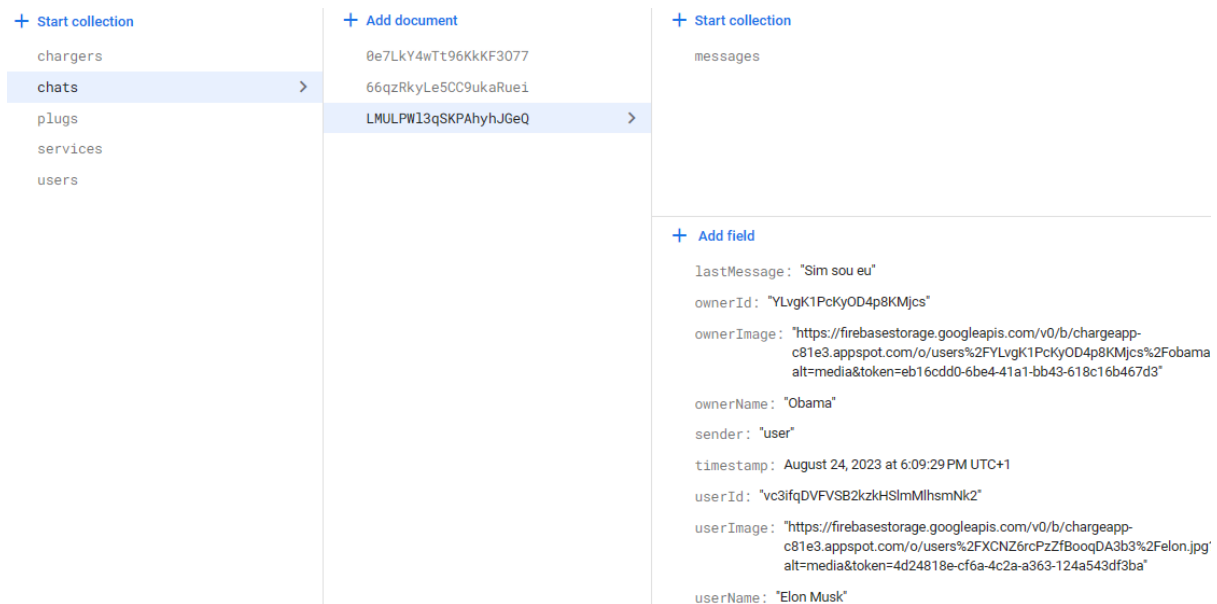 + Start collection
chargers
chats
plugs
services
users
+ Add document
0e7LkY4wTt96KkKF3O77
66qzRkyLe5CC9ukaRuei
LMULPWl3qSKPAhyhJGeQ
+ Start collection
messages
+ Add field
lastMessage: "Sim sou eu"
ownerId: "YLvgK1PcKyOD4p8KMjcs"
ownerImage: "https://firebasestorage.googleapis.com/v0/b/chargeapp-
c81e3.appspot.com/o/users%2FYLvgK1PcKyOD4p8KMjcs%2Fobama
alt=media&token=eb16cdd0-6be4-41a1-bb43-618c16b467d3"
ownerName: "Obama"
sender: "user"
timestamp: August 24, 2023 at 6:09:29 PM UTC+1
userId: "vc3ifqDVFVSB2kzkHSlmMlhsmNk2"
userImage: "https://firebasestorage.googleapis.com/v0/b/chargeapp-
c81e3.appspot.com/o/users%2FXCNZ6rcPzZfBooqDA3b3%2Felon.jpg?
alt=media&token=4d24818e-cf6a-4c2a-a363-124a543df3ba"
userName: "Elon Musk"